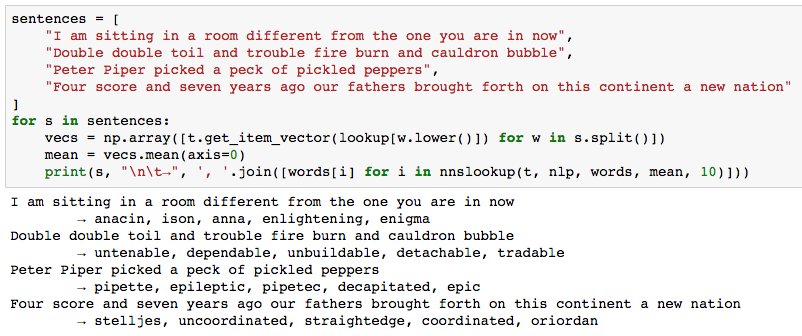 sentences = [
    "I am sitting in a room different from the one you are in now",
    "Double double toil and trouble fire burn and cauldron bubble",
    "Peter Piper picked a peck of pickled peppers",
    "Four score and seven years ago our fathers brought forth on this continent a new nation"
]
for s in sentences:
    vecs = np.array([t.get_item_vector(lookup[w.lower()]) for w in s.split()])
    mean = vecs.mean(axis=0)
    print(s, "\n\t→", ', '.join([words[i] for i in nnslookup(t, nlp, words, mean, 10)]))
I am sitting in a room different from the one you are in now
	→ anacin, ison, anna, enlightening, enigma
Double double toil and trouble fire burn and cauldron bubble
	→ untenable, dependable, unbuildable, detachable, tradable
Peter Piper picked a peck of pickled peppers
	→ pipette, epileptic, pipetec, decapitated, epic
Four score and seven years ago our fathers brought forth on this continent a new nation
	→ stelljes, uncoordinated, straightedge, coordinated, oriordan